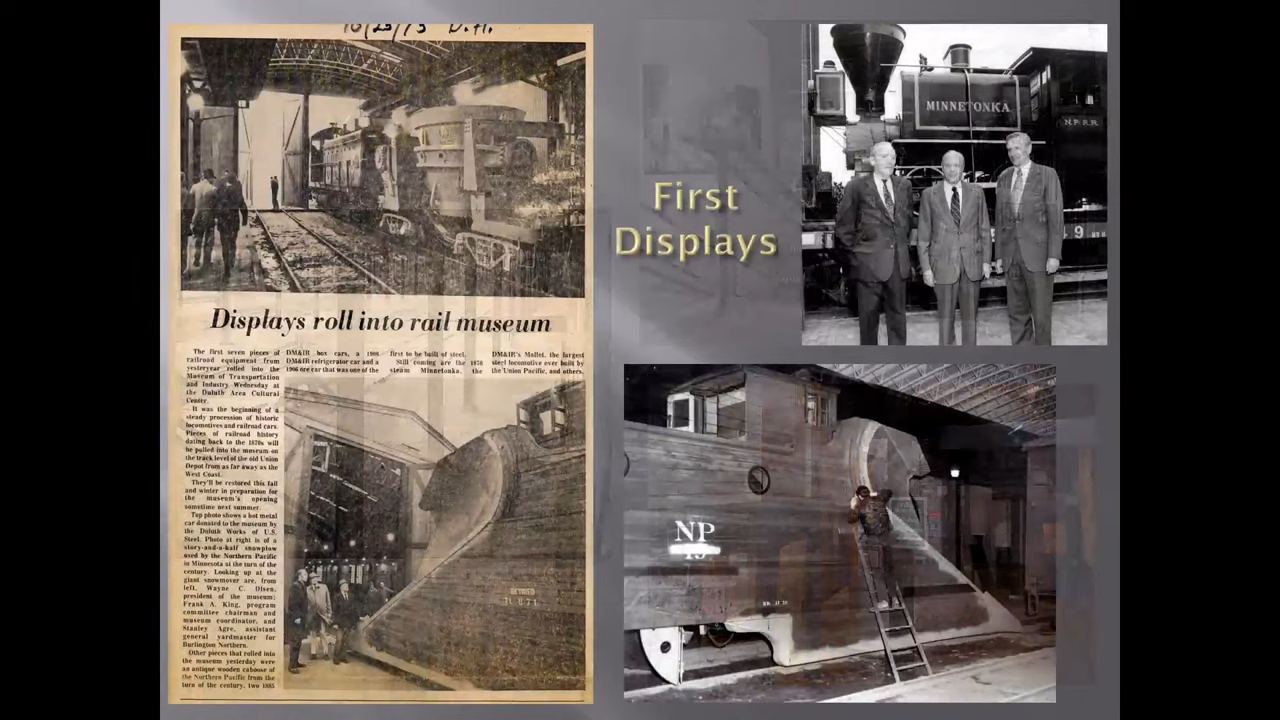 10/25/73 D.H.
Displays roll into rail museum
The first seven pieces of
railroad equipment from
yesteryear rolled into the
Museum of Transportation
and Industry Wednesday at
the Duluth Area Cultural
Center.
It was the beginning of a
steady procession of historic
locomotives and railroad cars.
Pieces of railroad history
dating back to the 1870s will
be pulled into the museum on
the track level of the old Union
Depot from as far away as the
West Coast.
They'll be restored this fall
and winter in preparation for
the museum's opening
sometime next summer.
Top photo shows a hot metal
car donated to the museum by
the Duluth Works of U.S.
Steel. Photo at right is of a
story-and-a-half snowplow
used by the Northern Pacific
in Minnesota at the turn of the
century. Looking up at the
giant snowmover are, from
left, Wayne C. Olsen,
president of the museum;
Frank A. King, program
committee chairman and
museum coordinator, and
Stanley Agre, assistant
general yardmaster for
Burlington Northern.
Other pieces that rolled into
the museum yesterday were
an antique wooden caboose of
the Northern Pacific from the
turn of the century, two 1885
DM&IR box cars, a 1908
DM&IR refrigerator car and a
1906 ore car that was one of the
first to be built of steel.
Still coming are the 1870
steam Minnetonka, the
DM&IR's Mallet, the largest
steel locomotive ever built by
the Union Pacific, and others.
First
Displays
MINNETONKA
N.P.R.R.
49
NP